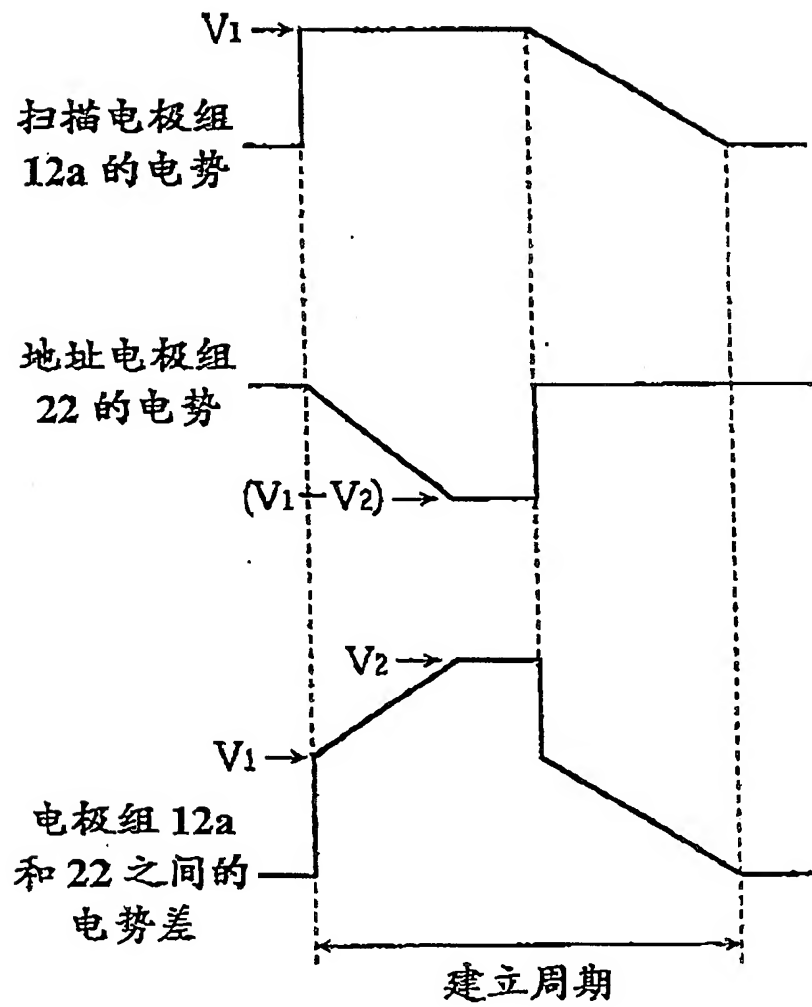 V1
扫描电极组
12a 的电势
地址电极组
22 的电势
(V1-V2)
V2
V1
电极组 12a
和 22 之间的
电势差
建立周期